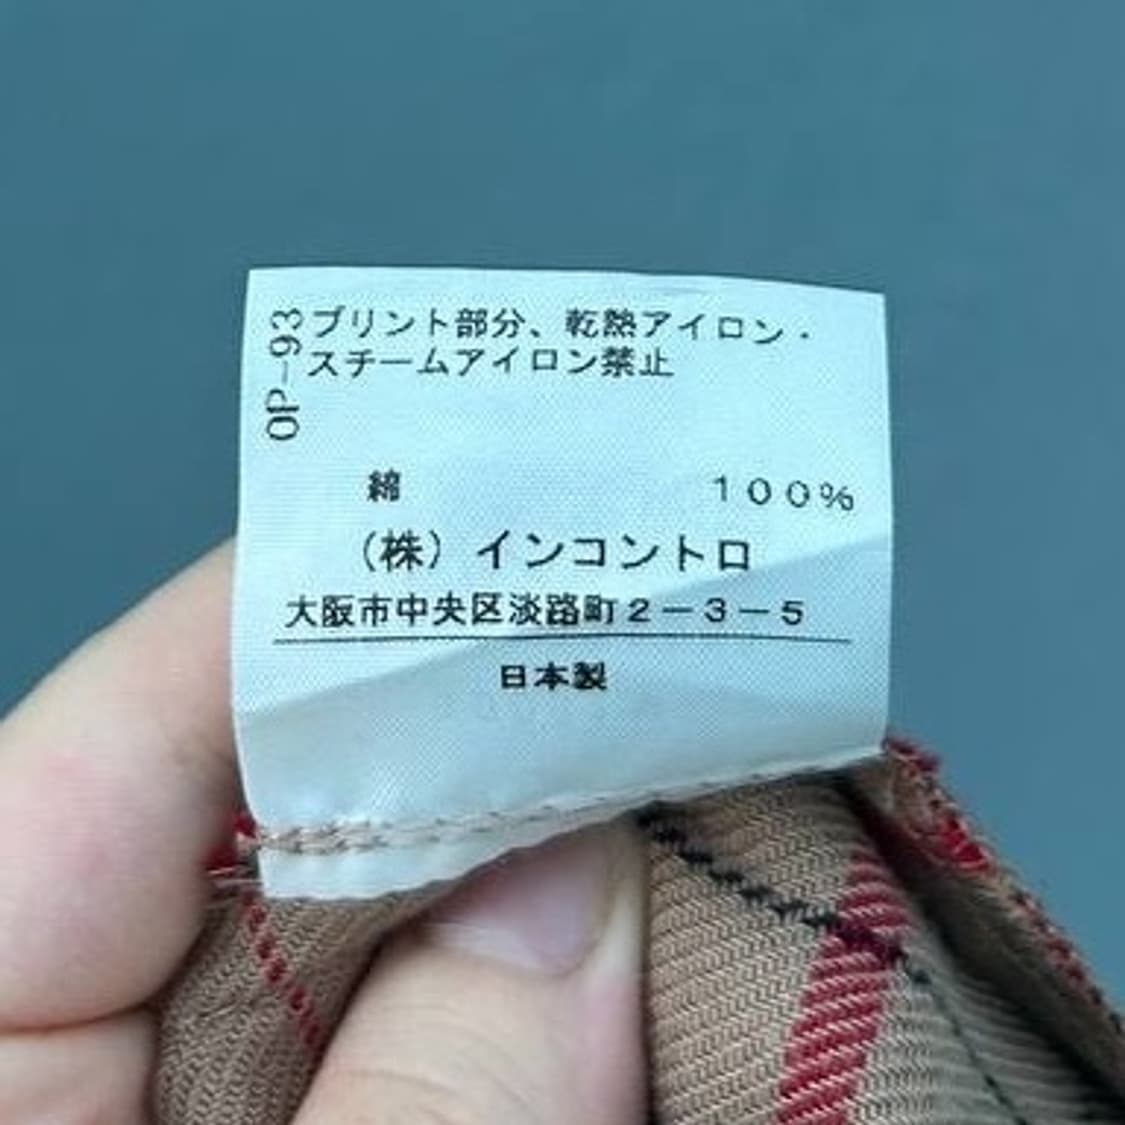 OP-93
プリント部分、乾熱アイロン・
スチームアイロン禁止
綿 100%
(株)インコントロ
大阪市中央区淡路町2-3-5
日本製